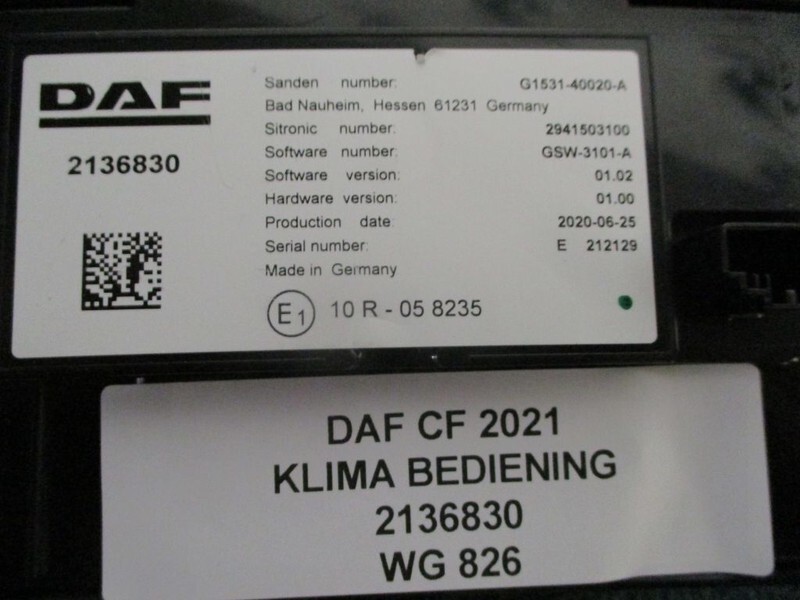 DAF
2136830
Sanden number: G1531-40020-A
Bad Nauheim, Hessen 61231 Germany
Sitronic number: 2941503100
Software number: GSW-3101-A
Software version: 01.02
Hardware version: 01.00
Production date: 2020-06-25
Serial number: E 212129
Made in Germany
E1 10 R - 05 8235
DAF CF 2021
KLIMA BEDIENING
2136830
WG 826